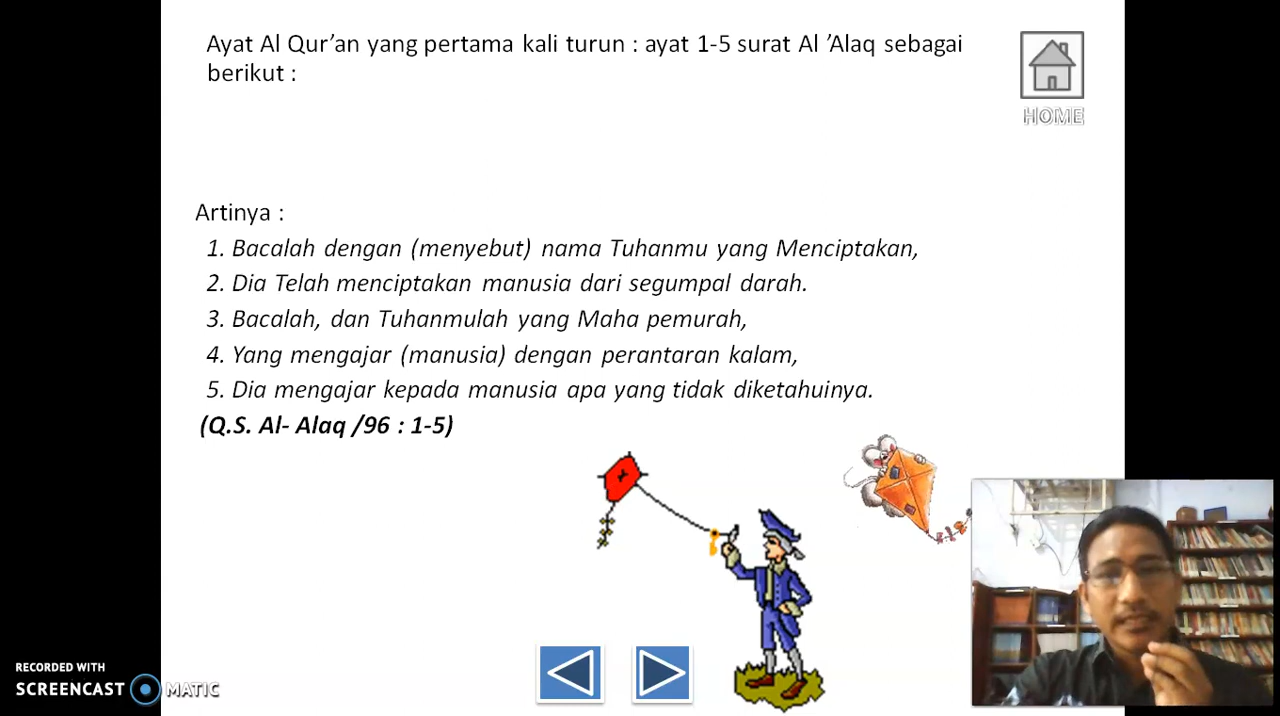 Ayat Al Qur’an yang pertama kali turun : ayat 1-5 surat Al ’Alaq sebagai
berikut :
HOME
Artinya :
1. Bacalah dengan (menyebut) nama Tuhanmu yang Menciptakan,
2. Dia Telah menciptakan manusia dari segumpal darah.
3. Bacalah, dan Tuhanmulah yang Maha pemurah,
4. Yang mengajar (manusia) dengan perantaran kalam,
5. Dia mengajar kepada manusia apa yang tidak diketahuinya.
(Q.S. Al- Alaq /96 : 1-5)
RECORDED WITH
SCREENCAST MATIC